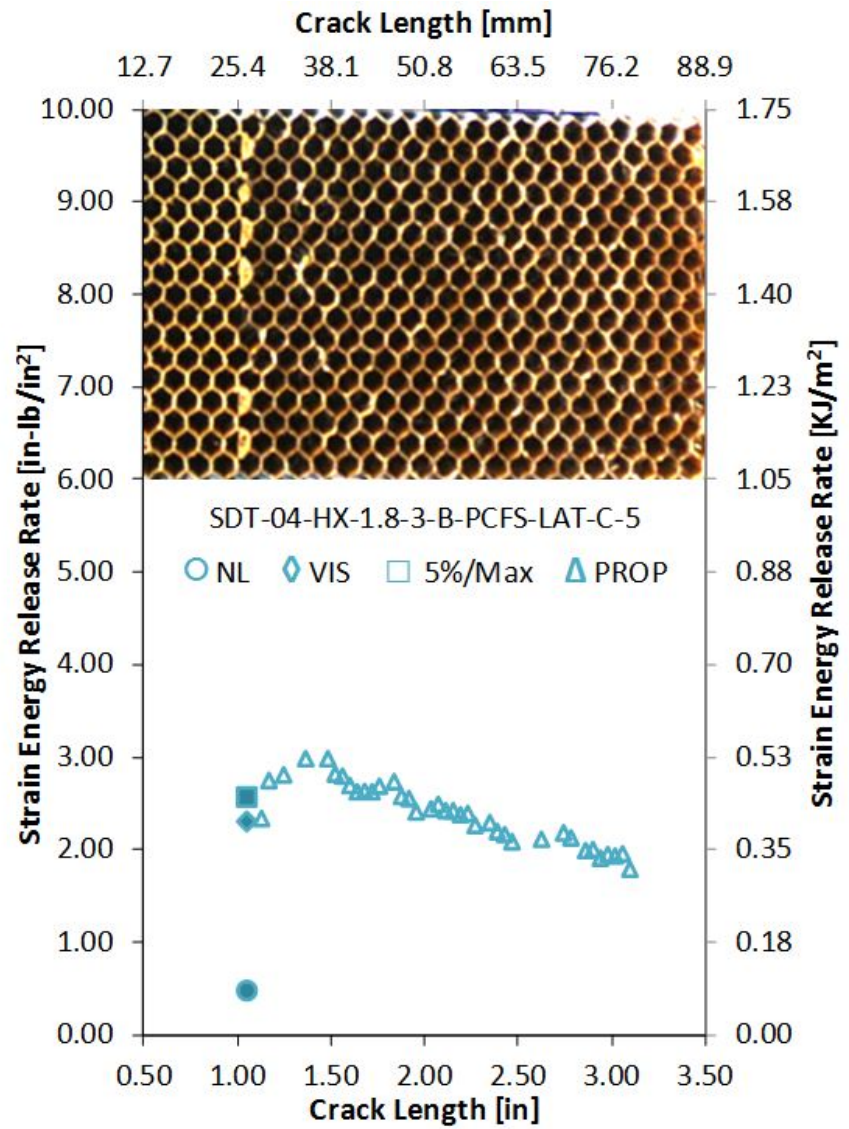 Crack Length [mm]
12.7 25.4 38.1 50.8 63.5 76.2 88.9
Strain Energy Release Rate [in-lb/in²]
10.00
9.00
8.00
7.00
6.00
5.00
4.00
3.00
2.00
1.00
0.00
SDT-04-HX-1.8-3-B-PCFS-LAT-C-5
NL VIS 5%/Max PROP
1.75
1.58
1.40
1.23
1.05
0.88
0.70
0.53
0.35
0.18
0.00
Strain Energy Release Rate [KJ/m²]
0.50 1.00 1.50 2.00 2.50 3.00 3.50
Crack Length [in]